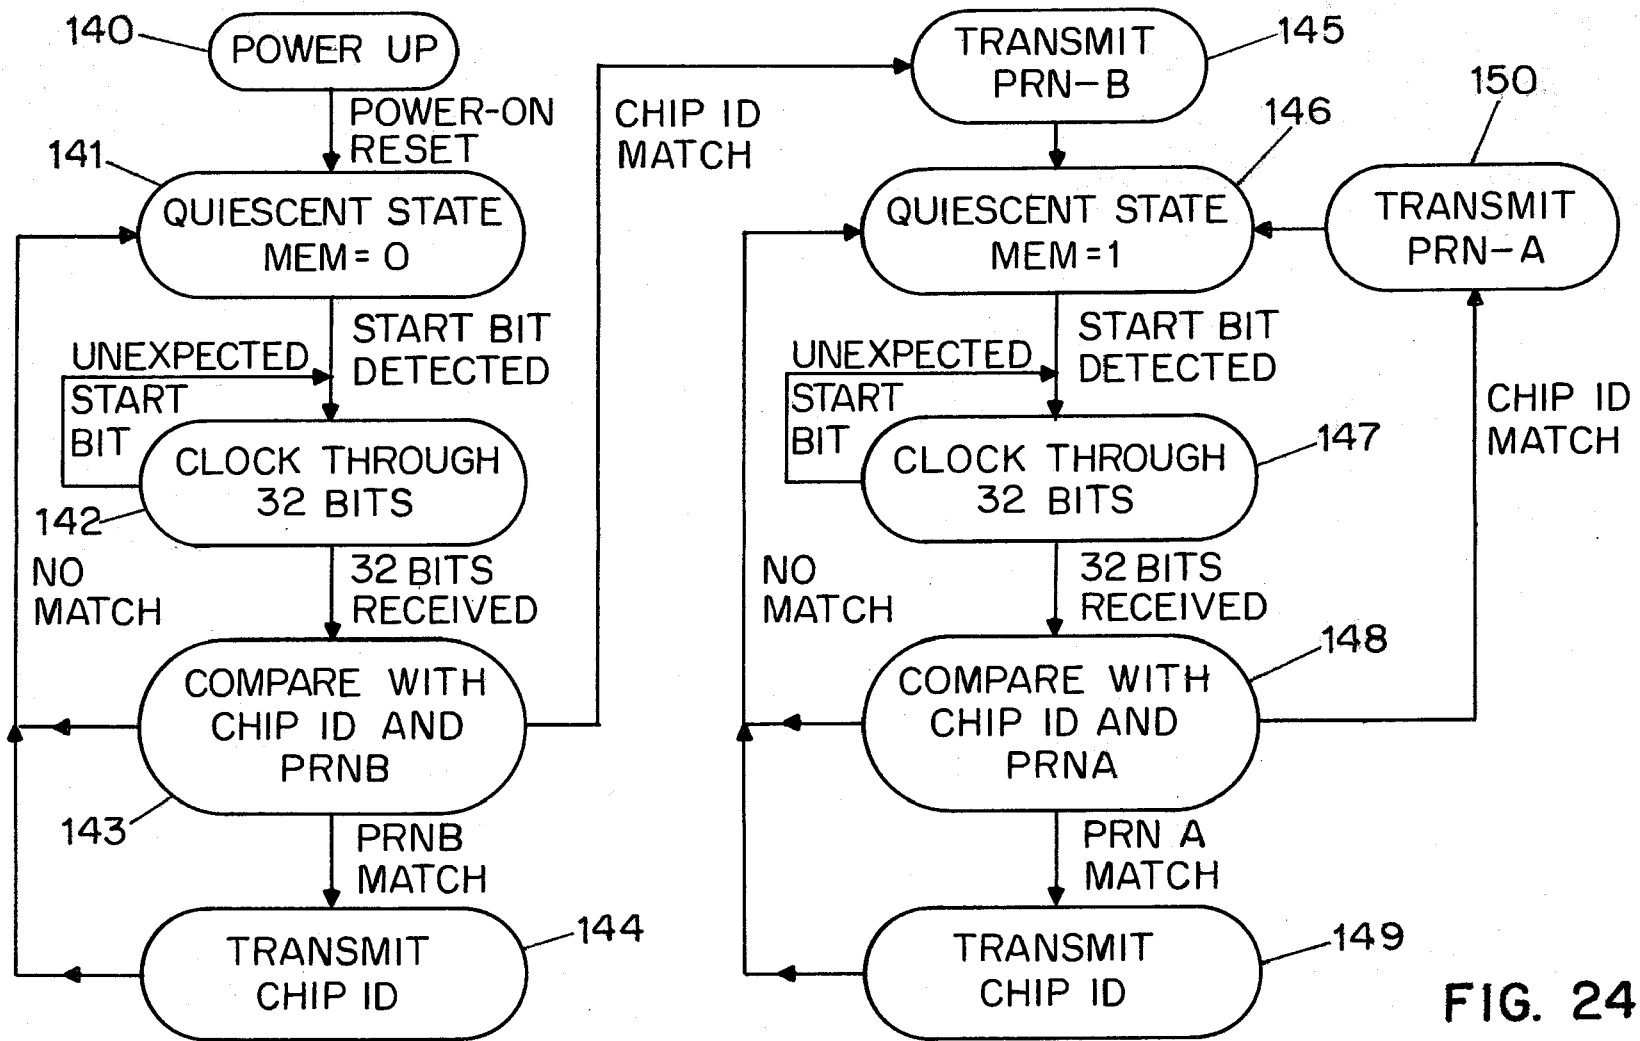 140
POWER UP
POWER-ON
RESET
141
QUIESCENT STATE
MEM = 0
START BIT
DETECTED
UNEXPECTED
START
BIT
CLOCK THROUGH
32 BITS
142
NO
MATCH
32 BITS
RECEIVED
COMPARE WITH
CHIP ID AND
PRNB
143
PRNB
MATCH
TRANSMIT
CHIP ID
144
CHIP ID
MATCH
TRANSMIT
PRN-B
145
146
QUIESCENT STATE
MEM = 1
150
TRANSMIT
PRN-A
START BIT
DETECTED
UNEXPECTED
START
BIT
CLOCK THROUGH
32 BITS
147
CHIP ID
MATCH
NO
MATCH
32 BITS
RECEIVED
COMPARE WITH
CHIP ID AND
PRNA
148
PRN A
MATCH
TRANSMIT
CHIP ID
149
FIG. 24